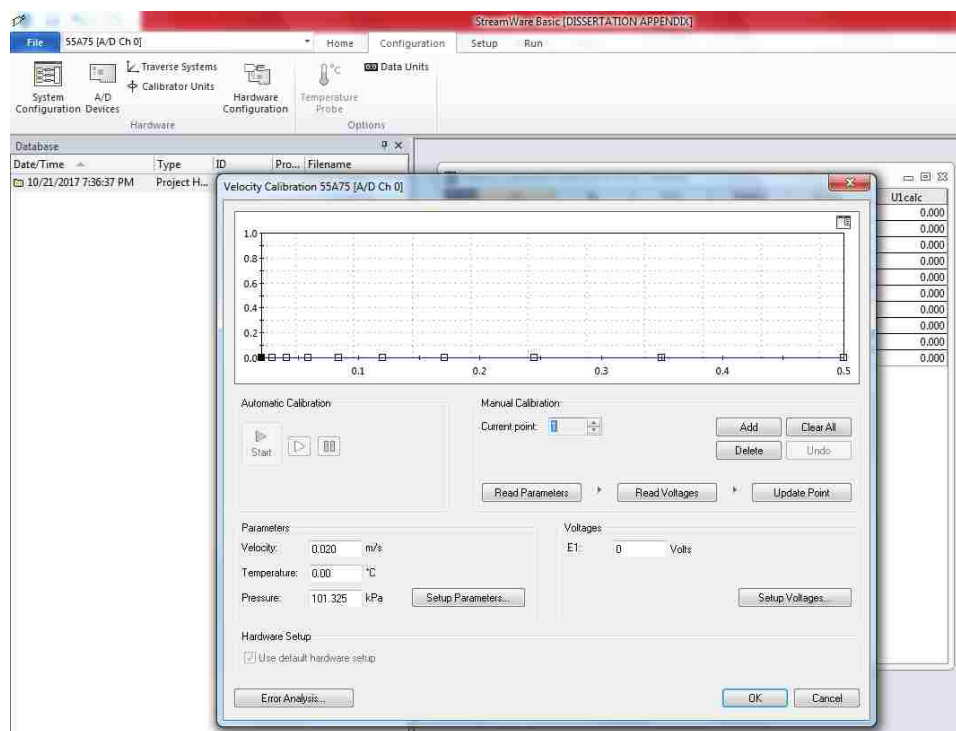 StreamWare Basic [DISSERTATION APPENDIX]
File 55A75 [A/D Ch 0] Home Configuration Setup Run
System Configuration
A/D Devices
Traverse Systems
Calibrator Units
Hardware Configuration
Temperature Probe
Data Units
Hardware Options
Database
Date/Time Type ID Pro... Filename
10/21/2017 7:36:37 PM Project H...
U1calc
0.000
0.000
0.000
0.000
0.000
0.000
0.000
0.000
0.000
0.000
Velocity Calibration 55A75 [A/D Ch 0]
1.0
0.8
0.6
0.4
0.2
0.0
0.1 0.2 0.3 0.4 0.5
Automatic Calibration
Start
Manual Calibration
Current point: 1
Add Clear All
Delete Undo
Read Parameters Read Voltages Update Point
Parameters
Velocity: 0.020 m/s
Temperature: 0.00 °C
Pressure: 101.325 kPa Setup Parameters...
Voltages
E1: 0 Volts
Setup Voltages...
Hardware Setup
Use default hardware setup
Error Analysis... OK Cancel